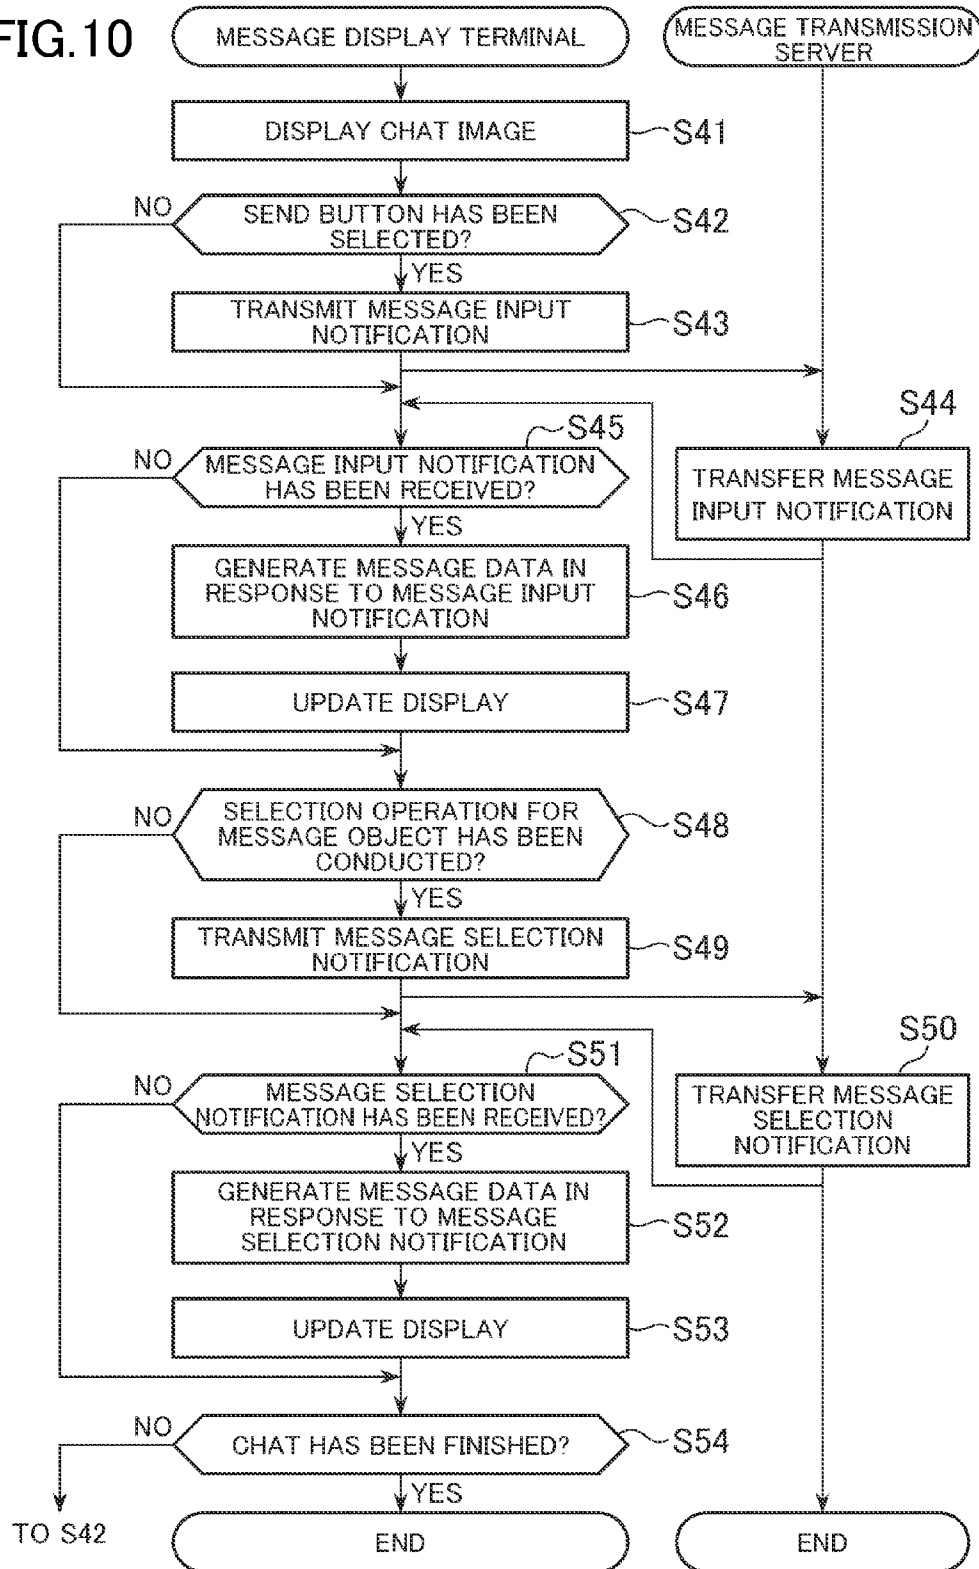 FIG.10
MESSAGE DISPLAY TERMINAL
MESSAGE TRANSMISSION
SERVER
DISPLAY CHAT IMAGE
S41
NO
SEND BUTTON HAS BEEN
SELECTED?
S42
YES
TRANSMIT MESSAGE INPUT
NOTIFICATION
S43
S44
TRANSFER MESSAGE
INPUT NOTIFICATION
S45
NO
MESSAGE INPUT NOTIFICATION
HAS BEEN RECEIVED?
YES
GENERATE MESSAGE DATA IN
RESPONSE TO MESSAGE INPUT
NOTIFICATION
S46
UPDATE DISPLAY
S47
NO
SELECTION OPERATION FOR
MESSAGE OBJECT HAS BEEN
CONDUCTED?
S48
YES
TRANSMIT MESSAGE SELECTION
NOTIFICATION
S49
S50
TRANSFER MESSAGE
SELECTION
NOTIFICATION
S51
NO
MESSAGE SELECTION
NOTIFICATION HAS BEEN RECEIVED?
YES
GENERATE MESSAGE DATA IN
RESPONSE TO MESSAGE
SELECTION NOTIFICATION
S52
UPDATE DISPLAY
S53
NO
CHAT HAS BEEN FINISHED?
S54
YES
TO S42
END
END